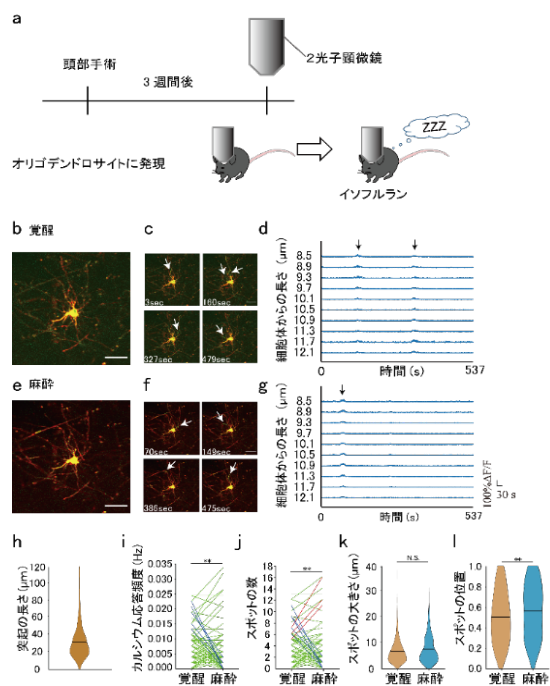 a
2光子顕微鏡
頭部手術
3週間後
ZZZ
オリゴデンドロサイトに発現
イソフルラン
b 覚醒
c
3sec
160sec
327sec
479sec
d
細胞体からの長さ (μm)
8.5
8.9
9.3
9.7
10.1
10.5
10.9
11.3
11.7
12.1
0
時間 (s)
537
e 麻酔
f
70sec
149sec
386sec
475sec
g
細胞体からの長さ (μm)
8.5
8.9
9.3
9.7
10.1
10.5
10.9
11.3
11.7
12.1
0
時間 (s)
537
100%ΔF/F
30 s
h
突起の長さ(μm)
120
100
80
60
40
20
0
i
カルシウム応答頻度(Hz)
0.035
0.030
0.025
0.020
0.015
0.010
0.005
0.000
**
覚醒 麻酔
j
スポットの数
18
16
14
12
10
8
6
4
2
0
**
覚醒 麻酔
k
スポットの大きさ(μm)
40
30
20
10
0
N.S.
覚醒 麻酔
l
スポットの位置
1.0
0.8
0.6
0.4
0.2
0.0
**
覚醒 麻酔